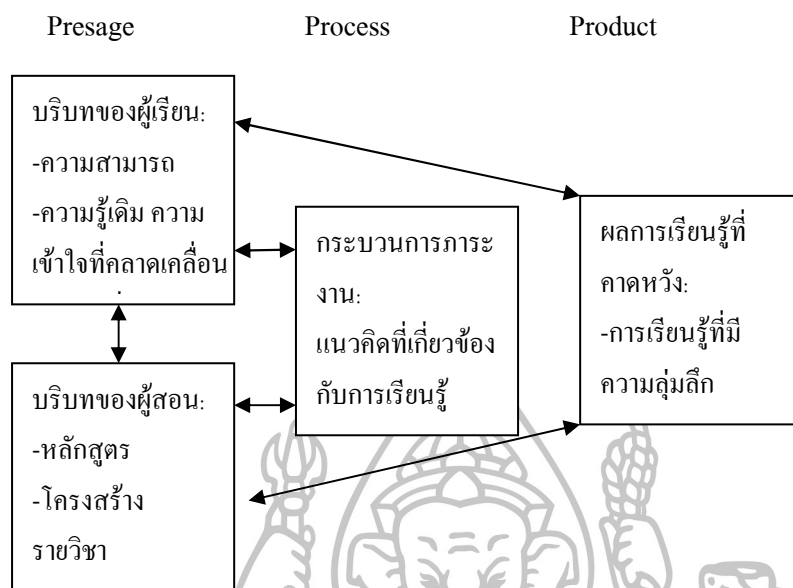 Presage Process Product
บริบทของผู้เรียน:
-ความสามารถ
-ความรู้เดิม ความ
เข้าใจที่คลาดเคลื่อน
บริบทของผู้สอน:
-หลักสูตร
-โครงสร้าง
รายวิชา
กระบวนการภาระ
งาน:
แนวคิดที่เกี่ยวข้อง
กับการเรียนรู้
ผลการเรียนรู้ที่
คาดหวัง:
-การเรียนรู้ที่มี
ความลุ่มลึก